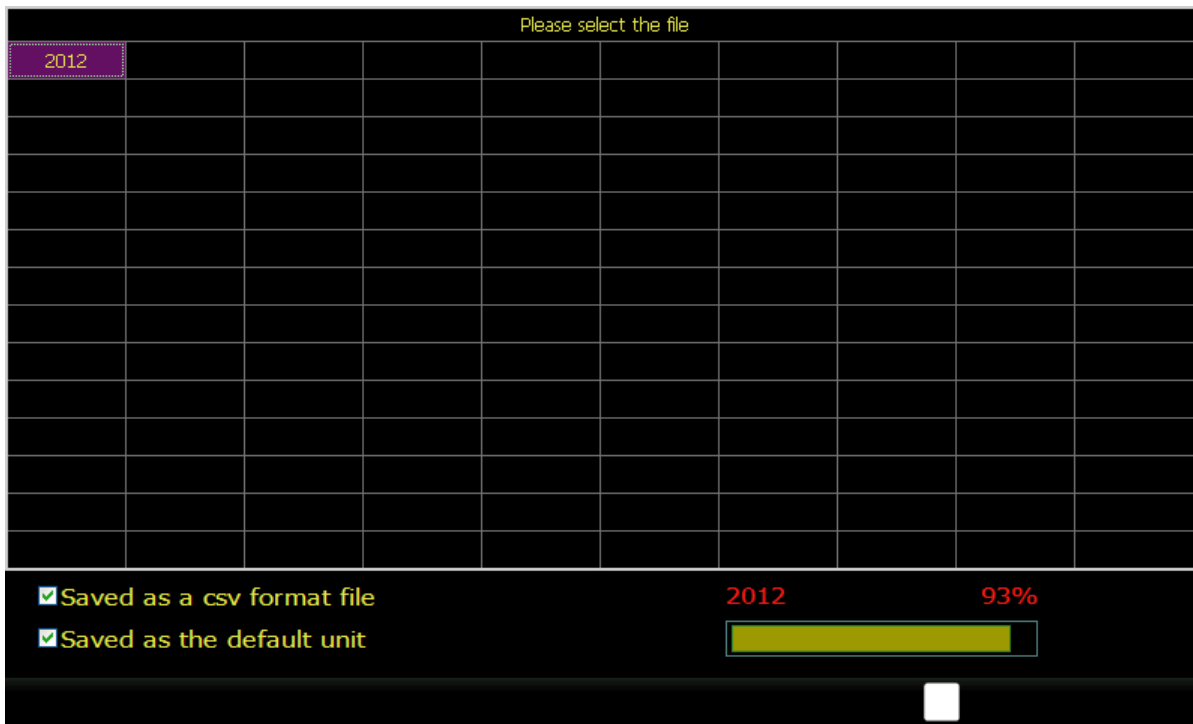 Please select the file
2012
Saved as a csv format file
2012 93%
Saved as the default unit